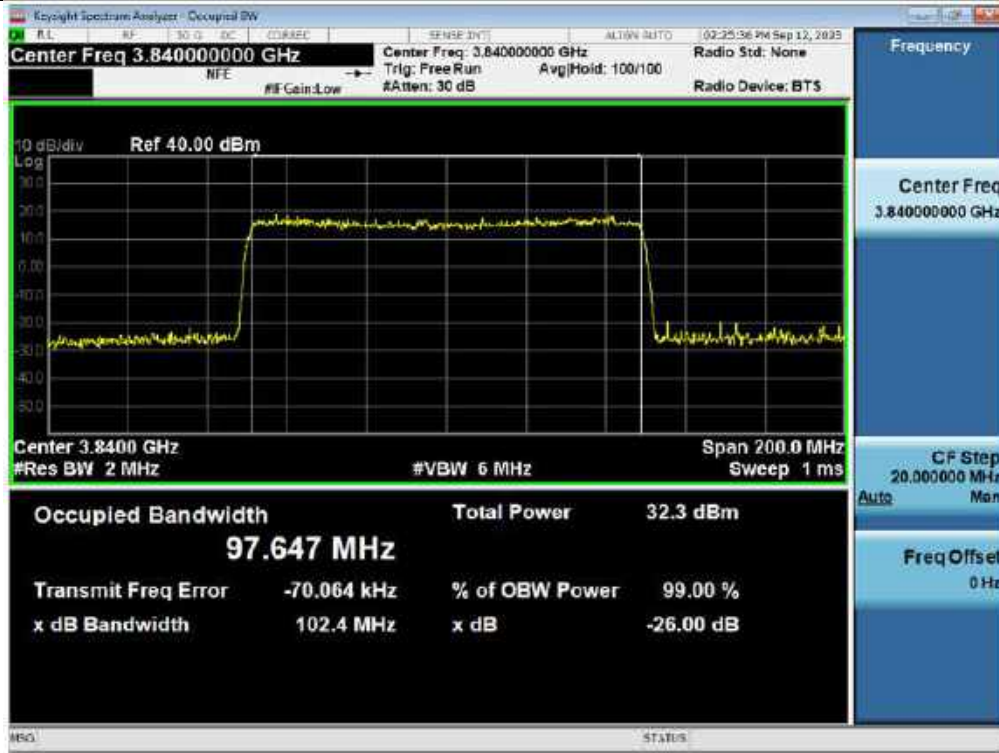 Keysight Spectrum Analyzer - Occupied BW
RL RF 50 Ω DC CORREC SENSE:INT ALIGN AUTO 02:25:36 PM Sep 12, 2025
Center Freq 3.840000000 GHz
NFE
#IFGain:Low
Center Freq: 3.840000000 GHz
Trig: Free Run Avg|Hold: 100/100
#Atten: 30 dB
Radio Std: None
Radio Device: BTS
10 dB/div Ref 40.00 dBm
Log
30.0
20.0
10.0
0.00
-10.0
-20.0
-30.0
-40.0
-50.0
Center 3.8400 GHz Span 200.0 MHz
#Res BW 2 MHz #VBW 6 MHz Sweep 1 ms
Occupied Bandwidth Total Power 32.3 dBm
97.647 MHz
Transmit Freq Error -70.064 kHz % of OBW Power 99.00 %
x dB Bandwidth 102.4 MHz x dB -26.00 dB
MSG STATUS
Frequency
Center Freq
3.840000000 GHz
CF Step
20.000000 MHz
Auto Man
Freq Offset
0 Hz